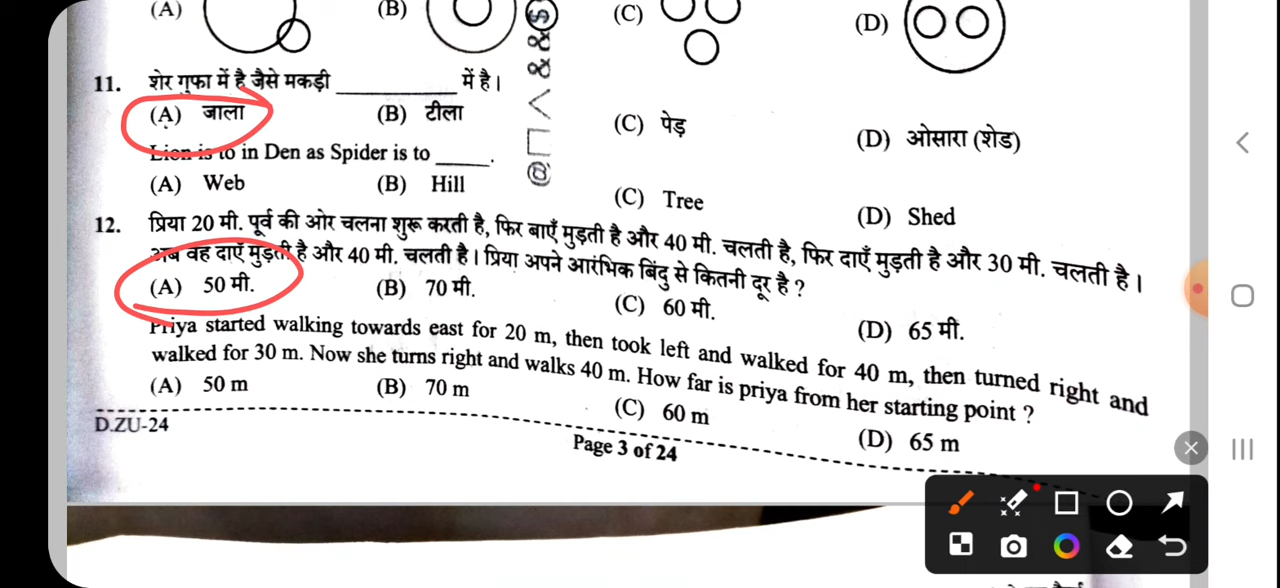 (A) (B) (C) (D)
11. शेर गुफा में है जैसे मकड़ी __________ में है।
(A) जाला (B) टीला (C) पेड़ (D) ओसारा (शेड)
Lion is to in Den as Spider is to _____.
(A) Web (B) Hill (C) Tree (D) Shed
12. प्रिया 20 मी. पूर्व की ओर चलना शुरू करती है, फिर बाएँ मुड़ती है और 40 मी. चलती है, फिर दाएँ मुड़ती है और 30 मी. चलती है।
अब वह दाएँ मुड़ती है और 40 मी. चलती है। प्रिया अपने आरंभिक बिंदु से कितनी दूर है ?
(A) 50 मी. (B) 70 मी. (C) 60 मी. (D) 65 मी.
Priya started walking towards east for 20 m, then took left and walked for 40 m, then turned right and
walked for 30 m. Now she turns right and walks 40 m. How far is priya from her starting point ?
(A) 50 m (B) 70 m (C) 60 m (D) 65 m
D.ZU-24
Page 3 of 24